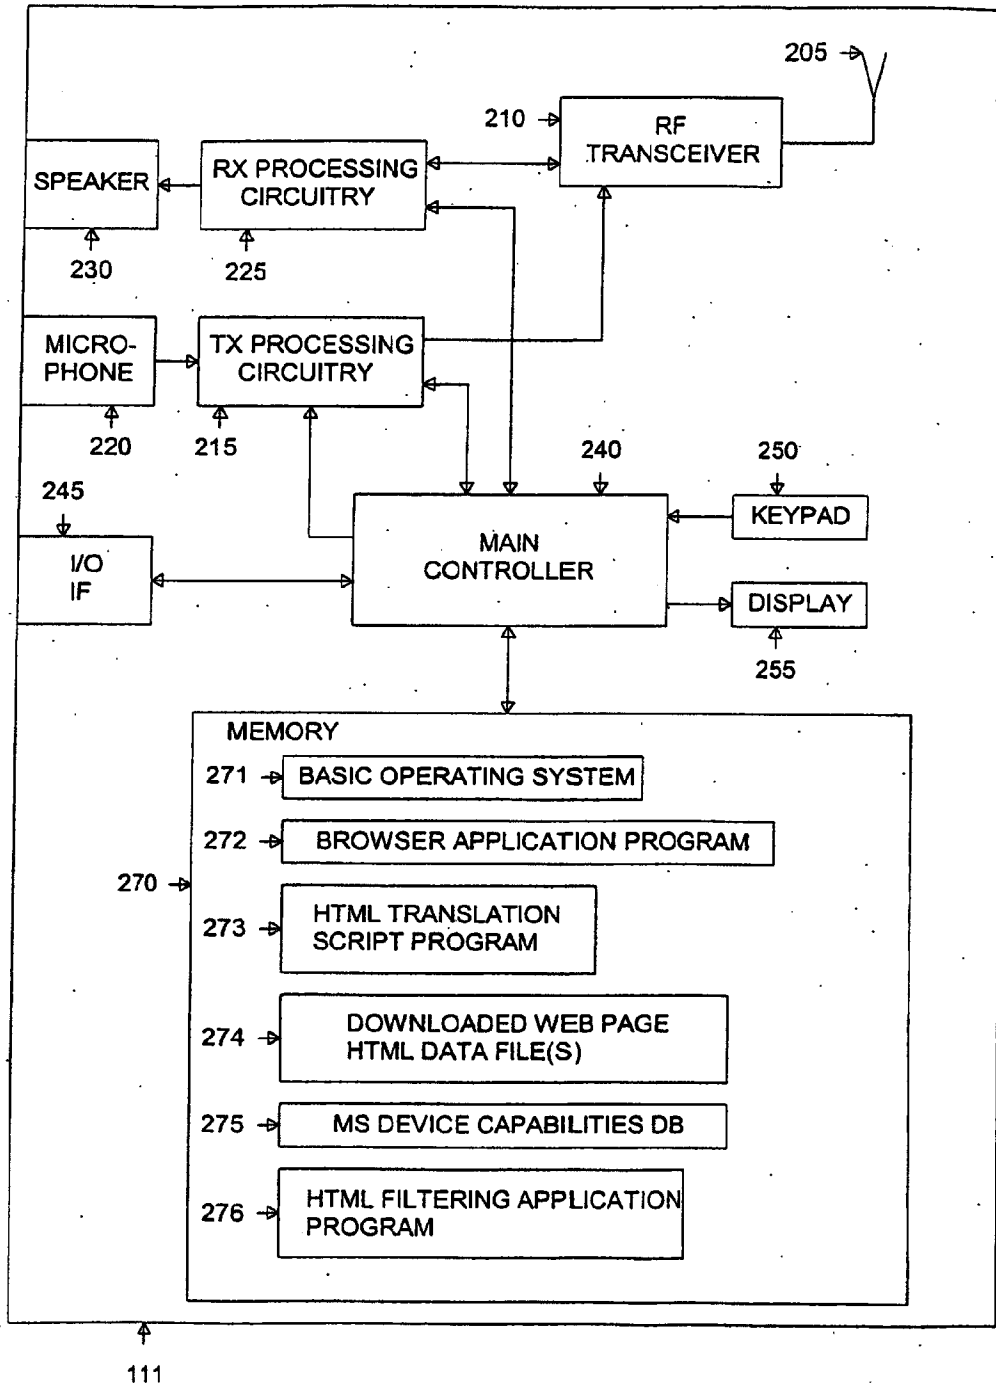 205
210
RF
TRANSCEIVER
SPEAKER
RX PROCESSING
CIRCUITRY
230
225
MICRO-
PHONE
TX PROCESSING
CIRCUITRY
220
215
240
250
245
KEYPAD
I/O
IF
MAIN
CONTROLLER
DISPLAY
255
MEMORY
271
BASIC OPERATING SYSTEM
272
BROWSER APPLICATION PROGRAM
270
273
HTML TRANSLATION
SCRIPT PROGRAM
274
DOWNLOADED WEB PAGE
HTML DATA FILE(S)
275
MS DEVICE CAPABILITIES DB
276
HTML FILTERING APPLICATION
PROGRAM
111